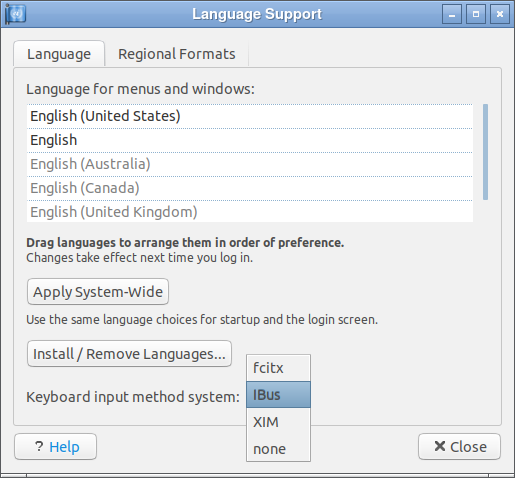 Language Support
Language
Regional Formats
Language for menus and windows:
English (United States)
English
English (Australia)
English (Canada)
English (United Kingdom)
Drag languages to arrange them in order of preference.
Changes take effect next time you log in.
Apply System-Wide
Use the same language choices for startup and the login screen.
Install / Remove Languages...
fcitx
Keyboard input method system: IBus
XIM
none
? Help
Close